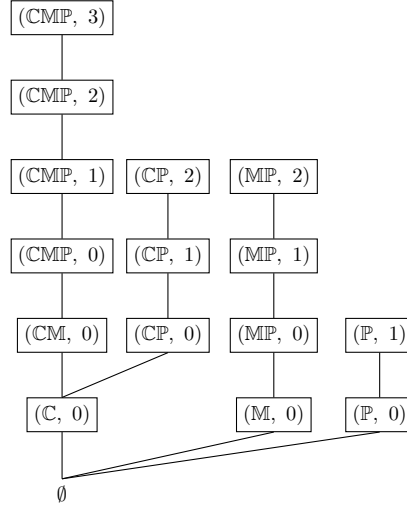 (ℂ𝕄ℙ, 3)
(ℂ𝕄ℙ, 2)
(ℂ𝕄ℙ, 1) (ℂℙ, 2) (𝕄ℙ, 2)
(ℂ𝕄ℙ, 0) (ℂℙ, 1) (𝕄ℙ, 1)
(ℂ𝕄, 0) (ℂℙ, 0) (𝕄ℙ, 0) (ℙ, 1)
(ℂ, 0) (𝕄, 0) (ℙ, 0)
∅